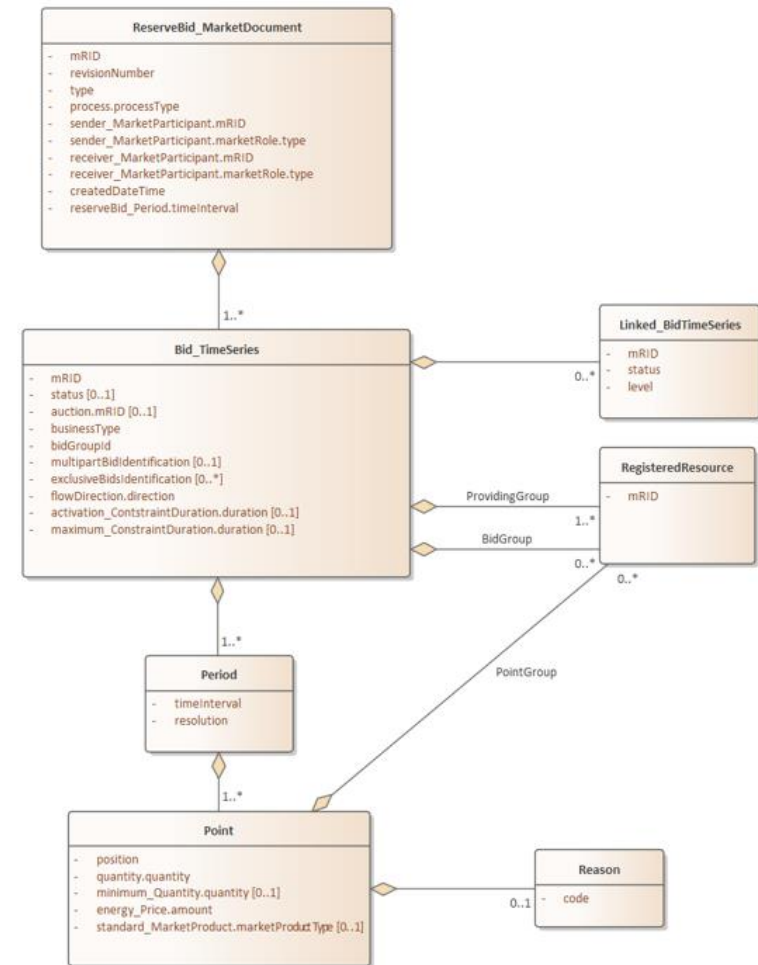 ReserveBid_MarketDocument
- mRID
- revisionNumber
- type
- process.processType
- sender_MarketParticipant.mRID
- sender_MarketParticipant.marketRole.type
- receiver_MarketParticipant.mRID
- receiver_MarketParticipant.marketRole.type
- createdDateTime
- reserveBid_Period.timeInterval
1..*
Bid_TimeSeries
- mRID
- status [0..1]
- auction.mRID [0..1]
- businessType
- bidGroupId
- multipartBidIdentification [0..1]
- exclusiveBidsIdentification [0..*]
- flowDirection.direction
- activation_ContstraintDuration.duration [0..1]
- maximum_ConstraintDuration.duration [0..1]
Linked_BidTimeSeries
- mRID
- status
- level
0..*
RegisteredResource
- mRID
ProvidingGroup
1..*
BidGroup
0..*
0..*
PointGroup
1..*
Period
- timeInterval
- resolution
1..*
Point
- position
- quantity.quantity
- minimum_Quantity.quantity [0..1]
- energy_Price.amount
- standard_MarketProduct.marketProductType [0..1]
Reason
- code
0..1